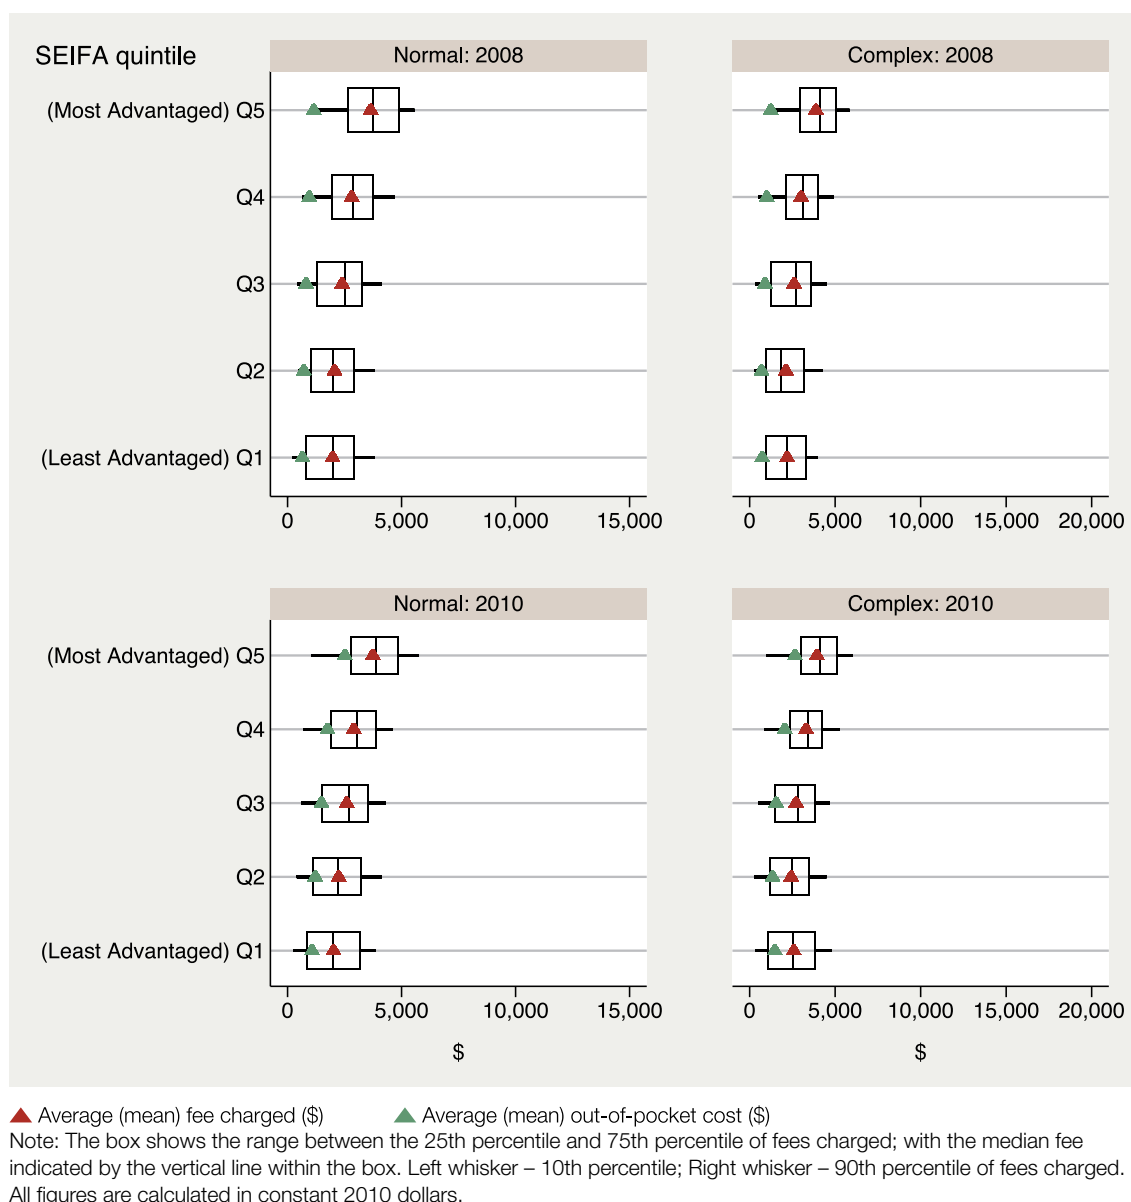 SEIFA quintile
Normal: 2008
Complex: 2008
(Most Advantaged) Q5
Q4
Q3
Q2
(Least Advantaged) Q1
0 5,000 10,000 15,000
0 5,000 10,000 15,000 20,000
Normal: 2010
Complex: 2010
(Most Advantaged) Q5
Q4
Q3
Q2
(Least Advantaged) Q1
0 5,000 10,000 15,000
0 5,000 10,000 15,000 20,000
$
$
Average (mean) fee charged ($)
Average (mean) out-of-pocket cost ($)
Note: The box shows the range between the 25th percentile and 75th percentile of fees charged; with the median fee
indicated by the vertical line within the box. Left whisker – 10th percentile; Right whisker – 90th percentile of fees charged.
All figures are calculated in constant 2010 dollars.